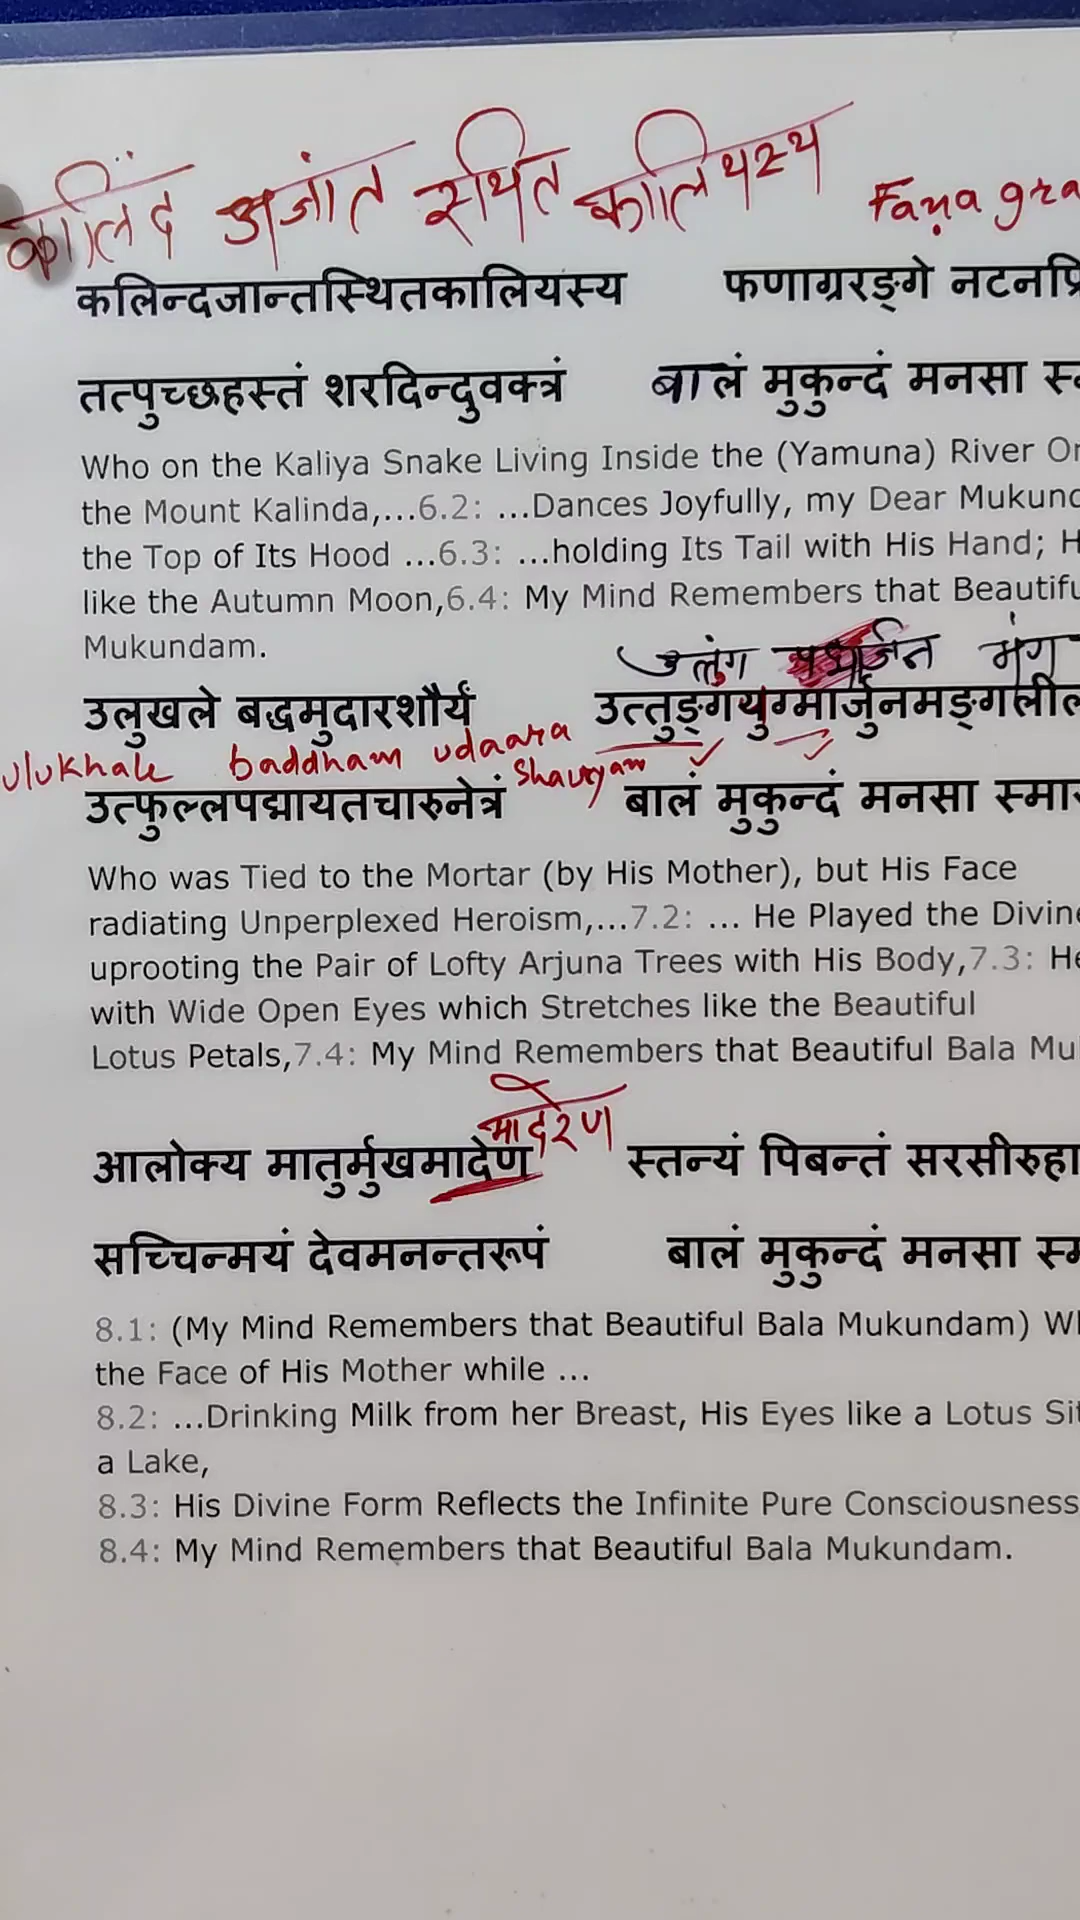 कालिंद अजांत स्थित कालियस्य Fana gra
कलिन्दजान्तस्थितकालियस्य फणाग्ररङ्गे नटनप्रि
तत्पुच्छहस्तं शरदिन्दुवक्त्रं बालं मुकुन्दं मनसा
Who on the Kaliya Snake Living Inside the (Yamuna) River
the Mount Kalinda,...6.2: ...Dances Joyfully, my Dear Mukund
the Top of Its Hood ...6.3: ...holding Its Tail with His Hand; H
like the Autumn Moon,6.4: My Mind Remembers that Beautifu
Mukundam.
मंग
उलुखले बद्धमुदारशौर्यं उत्तुङ्गयुग्मार्जुनमङ्गलील
ulukhale baddham udaara shauryam
उत्फुल्लपद्मायतचारुनेत्रं बालं मुकुन्दं मनसा स्मा
Who was Tied to the Mortar (by His Mother), but His Face
radiating Unperplexed Heroism,...7.2: ... He Played the Divine
uprooting the Pair of Lofty Arjuna Trees with His Body,7.3: He
with Wide Open Eyes which Stretches like the Beautiful
Lotus Petals,7.4: My Mind Remembers that Beautiful Bala Mu
मादेरण
आलोक्य मातुर्मुखमादेण स्तन्यं पिबन्तं सरसीरुहा
सच्चिन्मयं देवमनन्तरूपं बालं मुकुन्दं मनसा
8.1: (My Mind Remembers that Beautiful Bala Mukundam) Wh
the Face of His Mother while ...
8.2: ...Drinking Milk from her Breast, His Eyes like a Lotus Sit
a Lake,
8.3: His Divine Form Reflects the Infinite Pure Consciousness
8.4: My Mind Remembers that Beautiful Bala Mukundam.